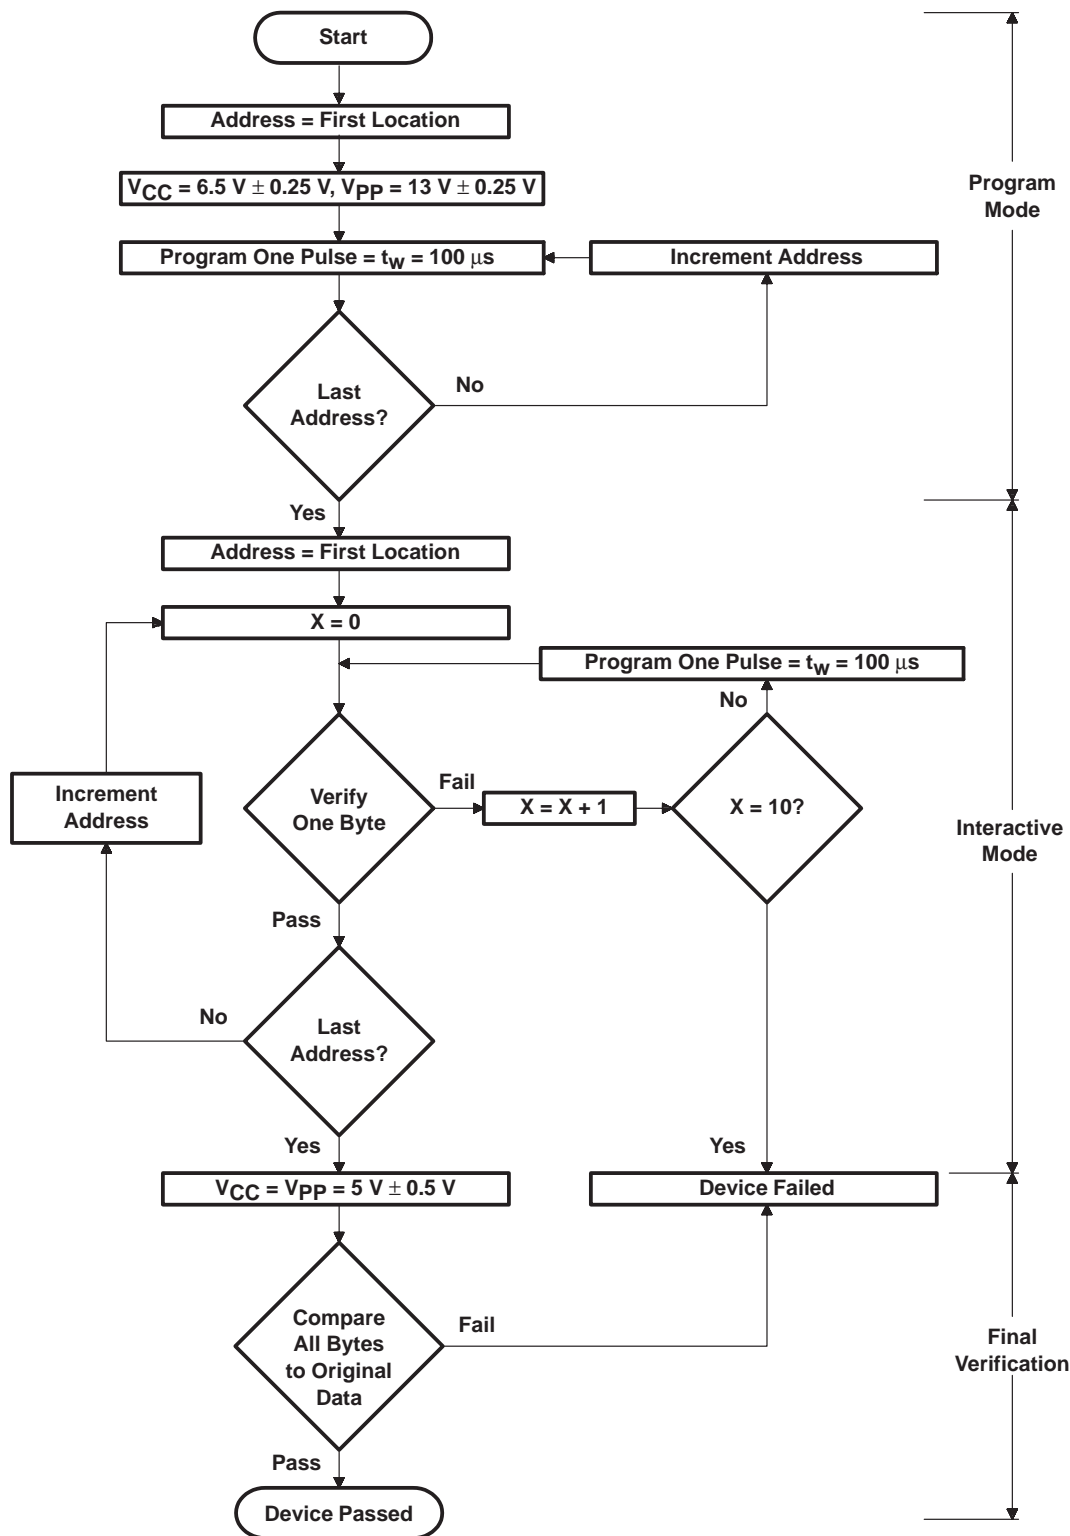 Start
Address = First Location
VCC = 6.5 V ± 0.25 V, VPP = 13 V ± 0.25 V
Program
Mode
Program One Pulse = tw = 100 μs
Increment Address
Last
Address?
No
Yes
Address = First Location
X = 0
Program One Pulse = tw = 100 μs
No
Increment
Address
Verify
One Byte
Fail
X = X + 1
X = 10?
Interactive
Mode
Pass
No
Last
Address?
Yes
Yes
VCC = VPP = 5 V ± 0.5 V
Device Failed
Compare
All Bytes
to Original
Data
Fail
Final
Verification
Pass
Device Passed